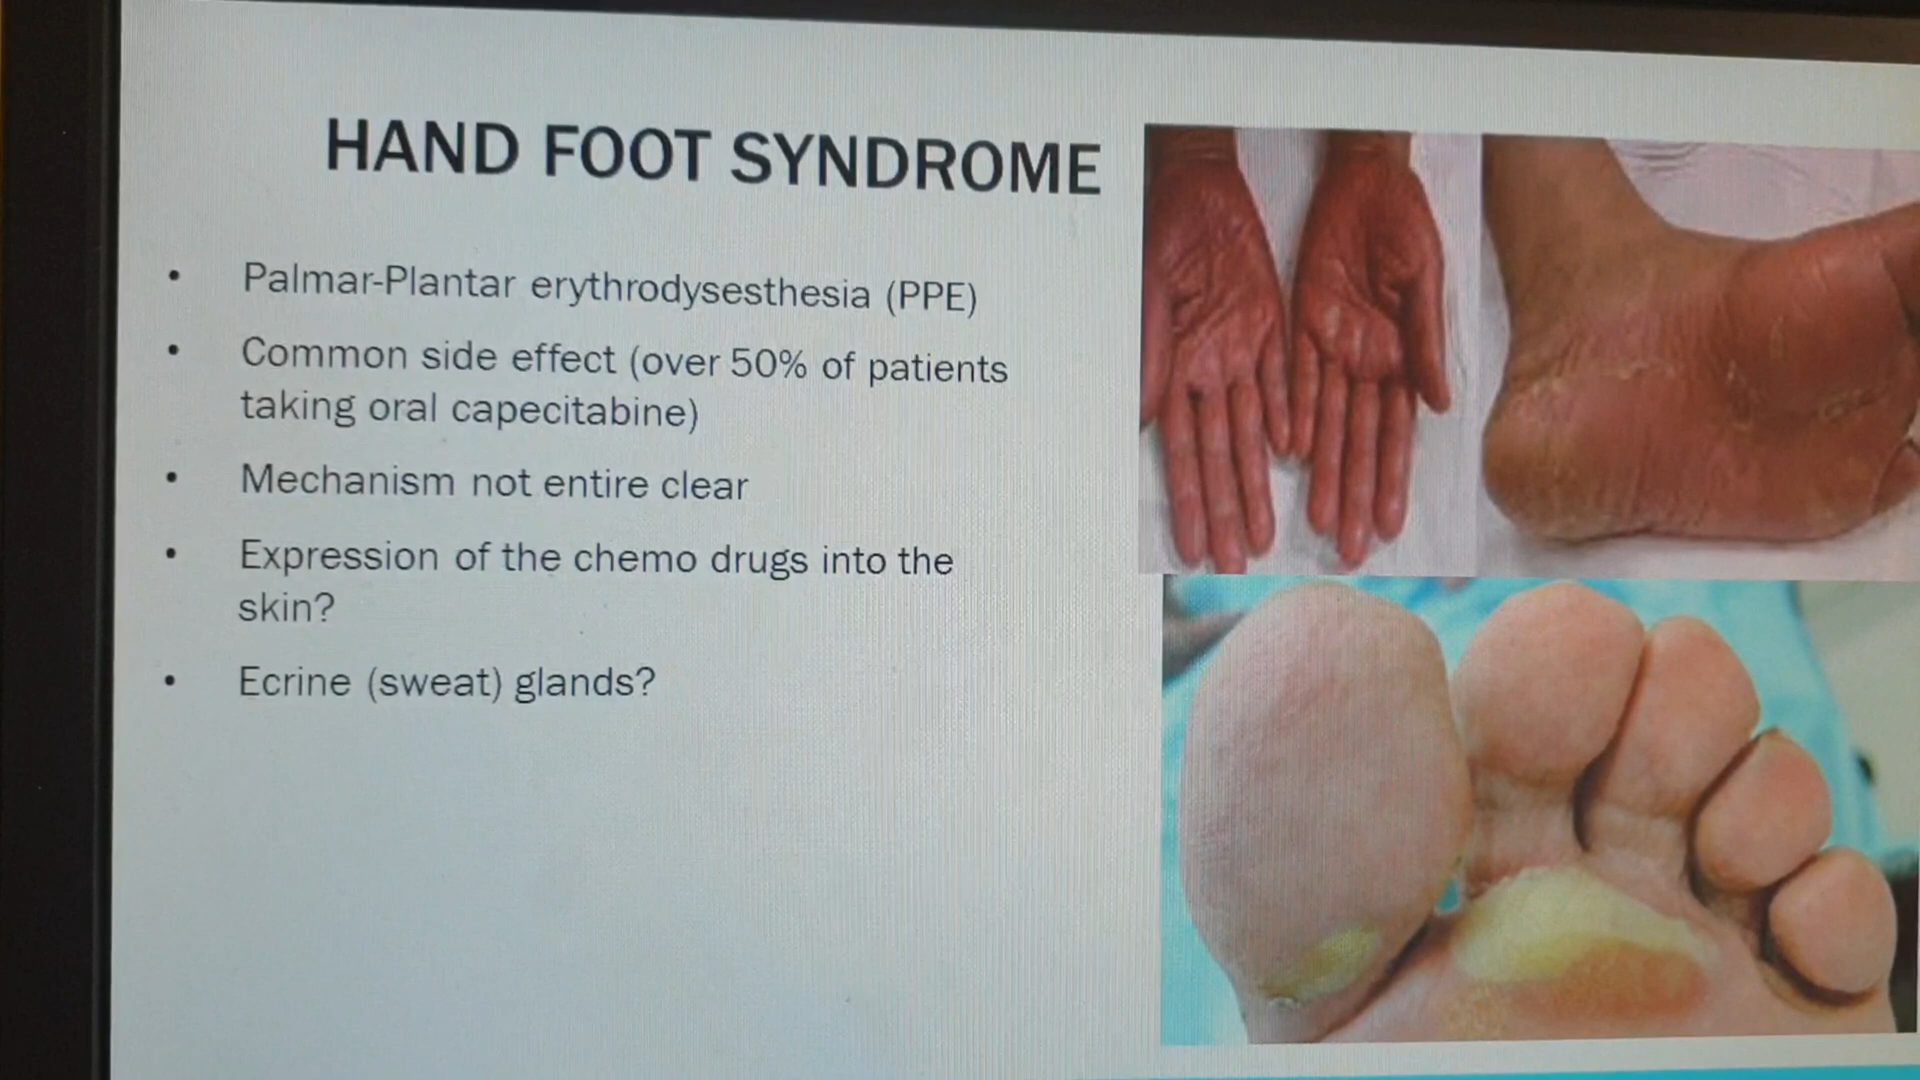 HAND FOOT SYNDROME
• Palmar-Plantar erythrodysesthesia (PPE)
• Common side effect (over 50% of patients
taking oral capecitabine)
• Mechanism not entire clear
• Expression of the chemo drugs into the
skin?
• Ecrine (sweat) glands?